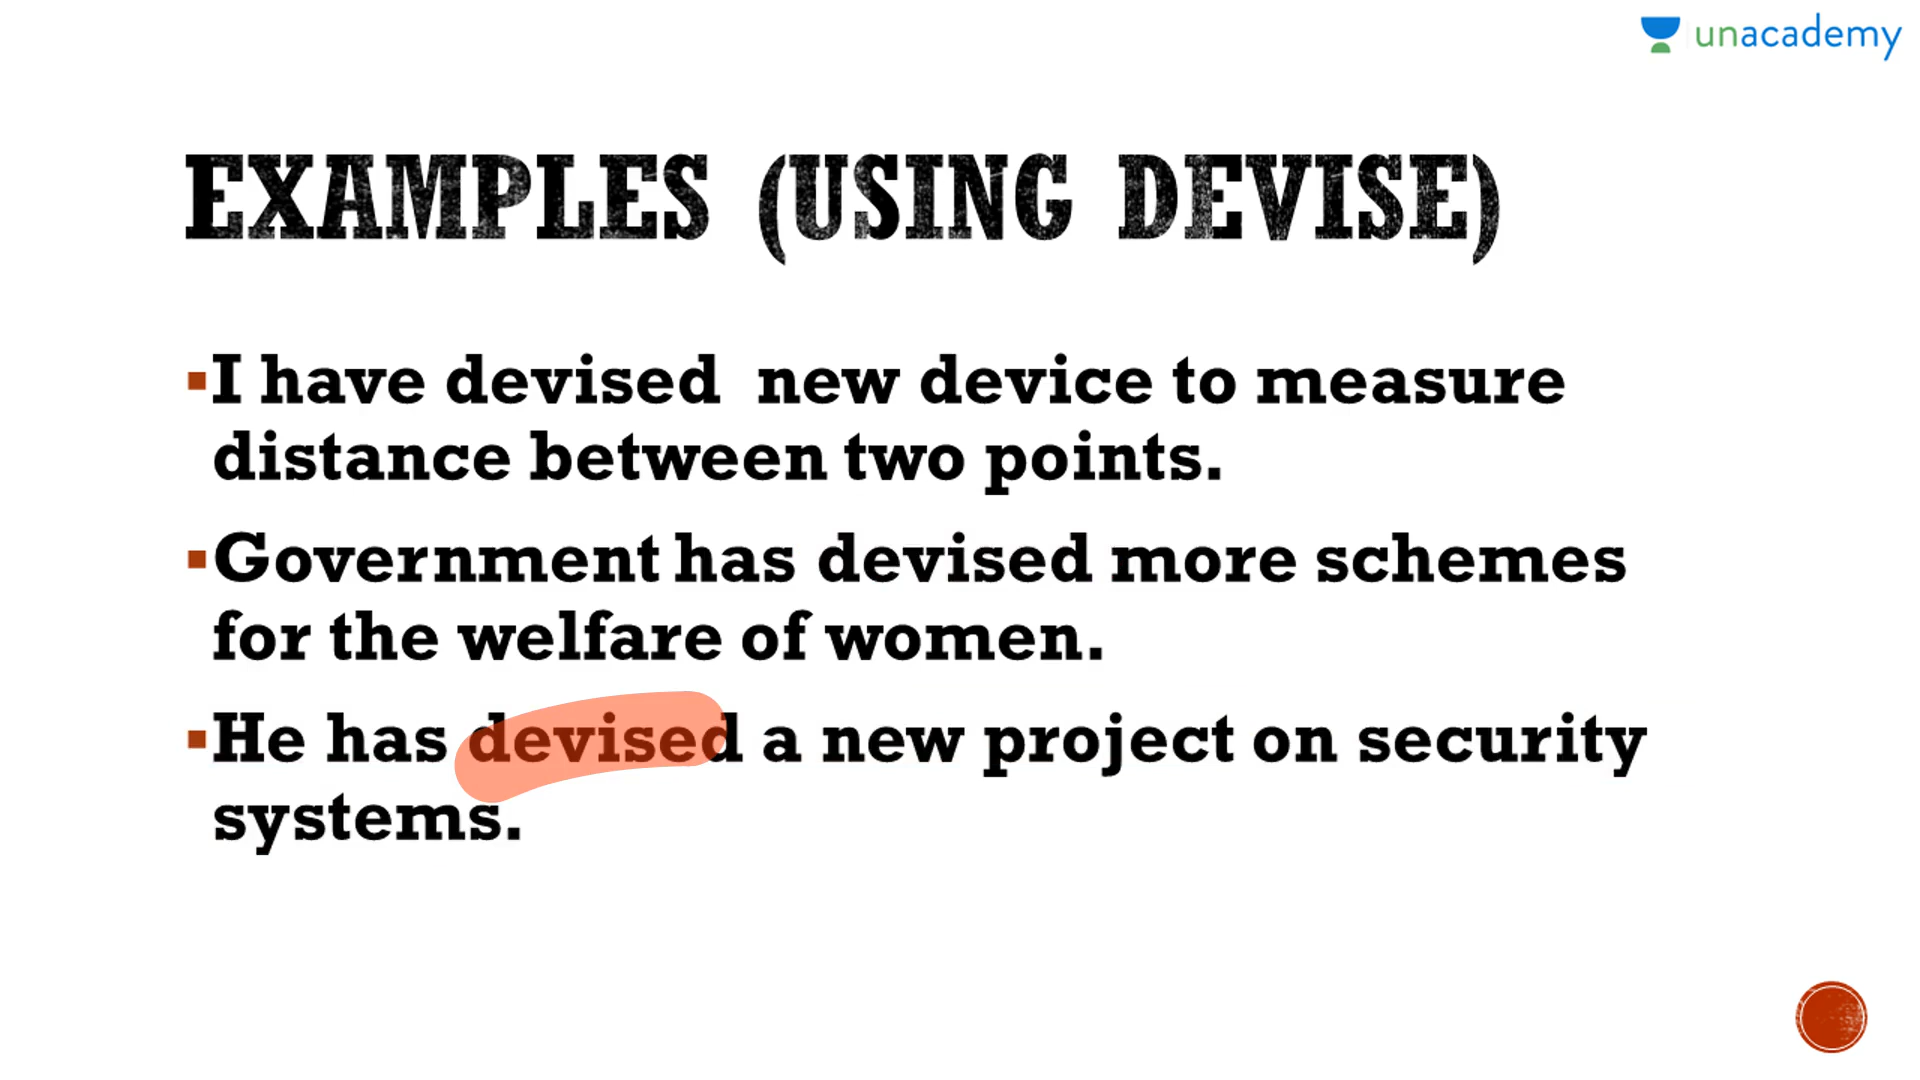 unacademy
EXAMPLES (USING DEVISE)
▪I have devised  new device to measure
distance between two points.
▪Government has devised more schemes
for the welfare of women.
▪He has devised a new project on security
systems.